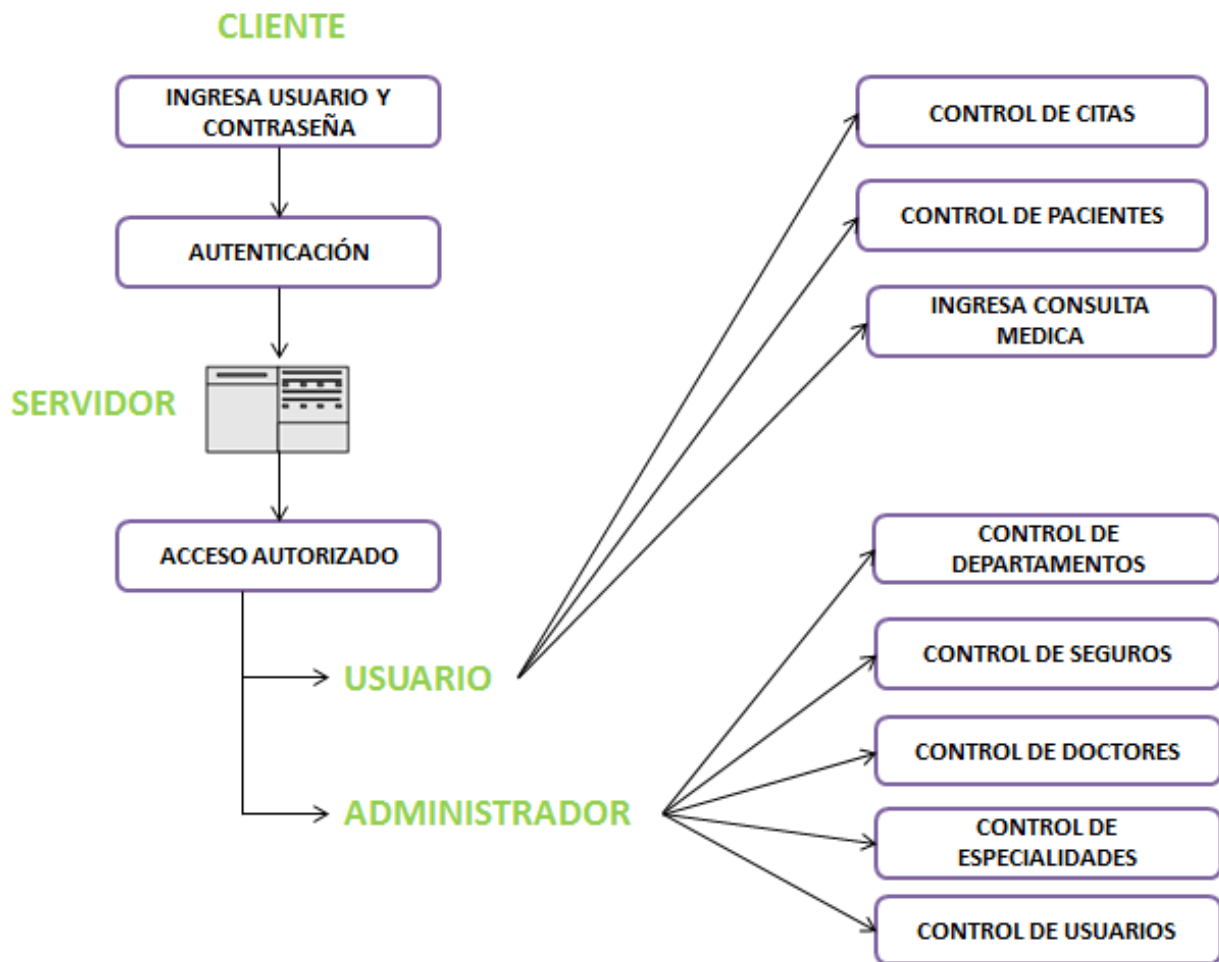 CLIENTE
INGRESA USUARIO Y
CONTRASEÑA
AUTENTICACIÓN
SERVIDOR
ACCESO AUTORIZADO
USUARIO
ADMINISTRADOR
CONTROL DE CITAS
CONTROL DE PACIENTES
INGRESA CONSULTA
MEDICA
CONTROL DE
DEPARTAMENTOS
CONTROL DE SEGUROS
CONTROL DE DOCTORES
CONTROL DE
ESPECIALIDADES
CONTROL DE USUARIOS